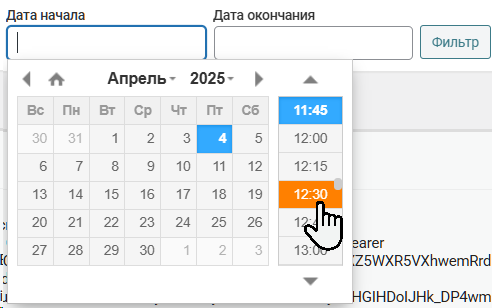 Дата начала Дата окончания
Фильтр
Апрель 2025
Вс Пн Вт Ср Чт Пт Сб
30 31 1 2 3 4 5
6 7 8 9 10 11 12
13 14 15 16 17 18 19
20 21 22 23 24 25 26
27 28 29 30 1 2 3
11:45
12:00
12:15
12:30
13:00
earer
KZ5WXR5VXhwemRrd
HGIHDolJHk_DP4wm